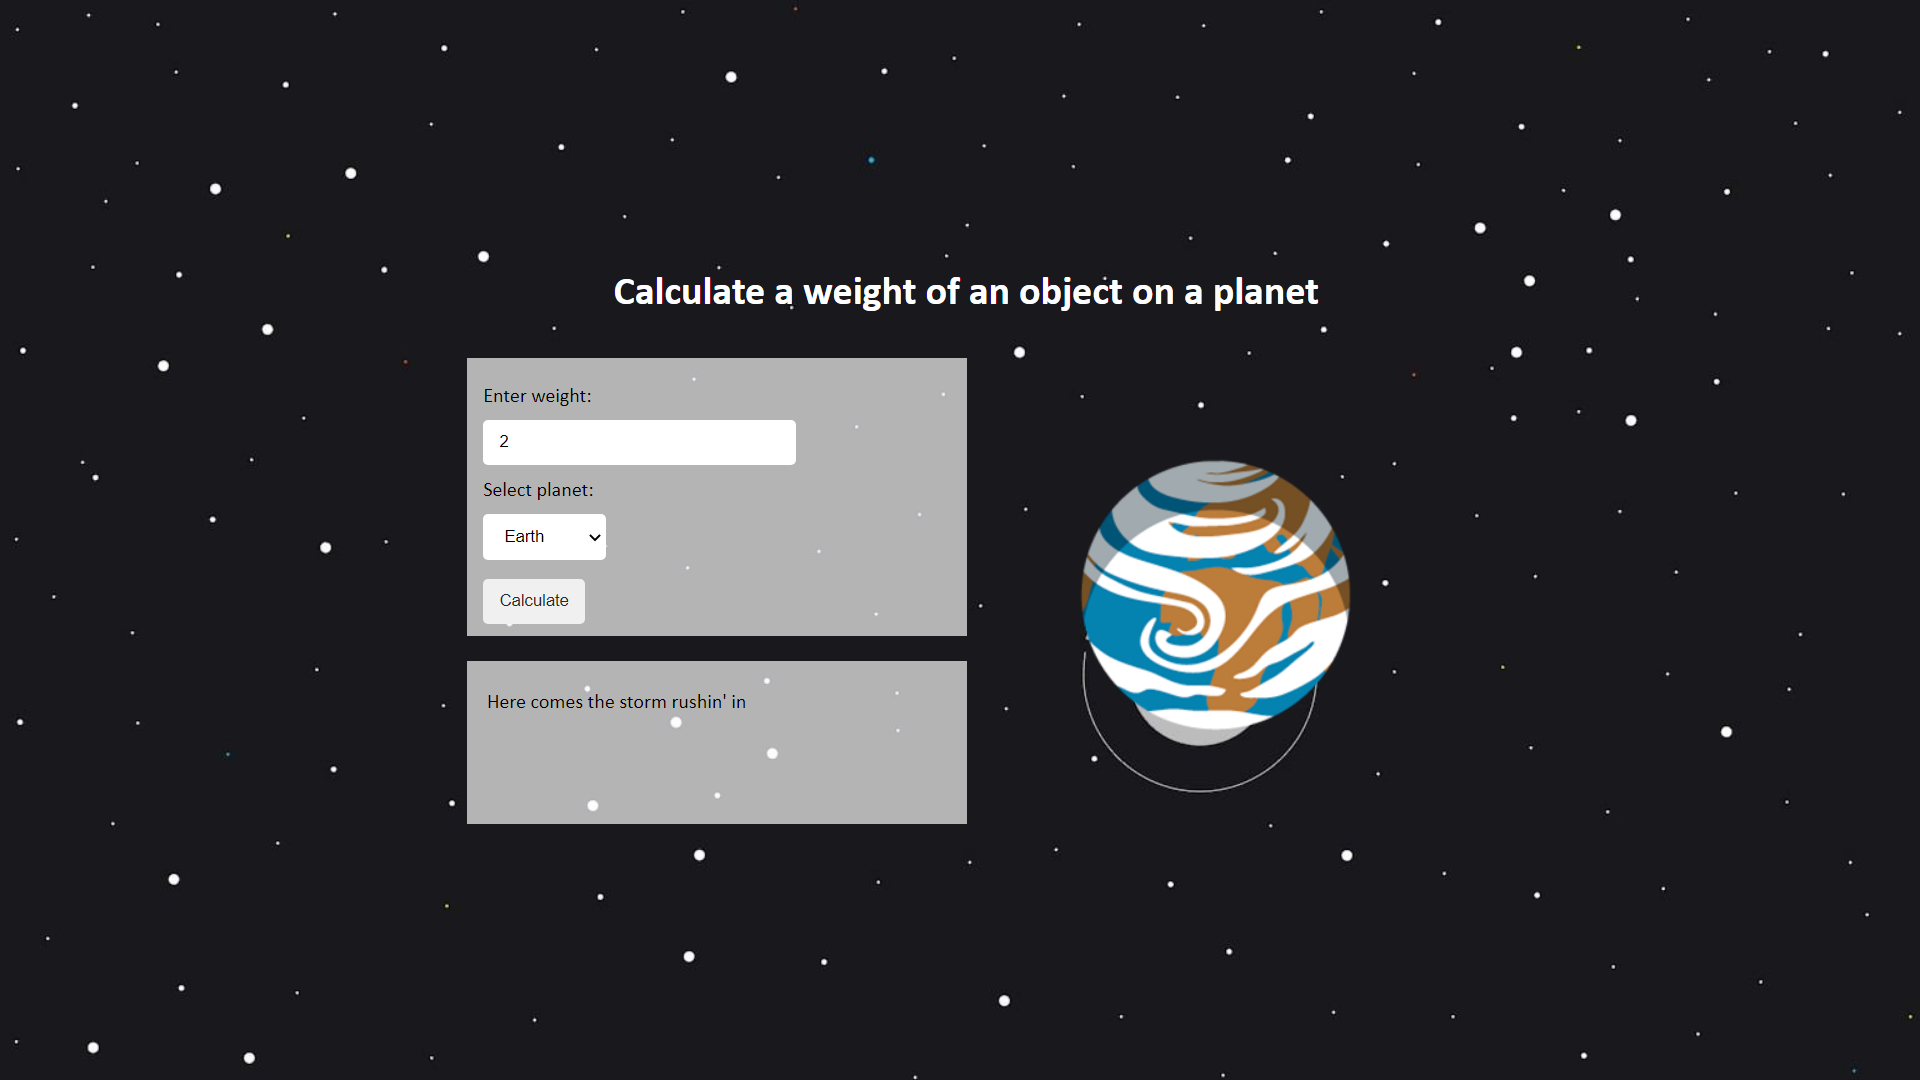 Calculate a weight of an object on a planet
Enter weight:
2
Select planet:
Earth
Calculate
Here comes the storm rushin' in